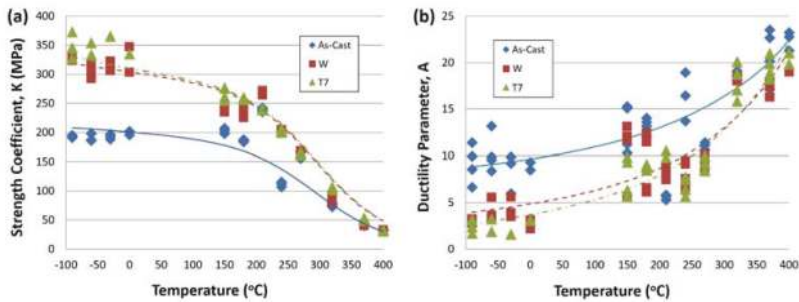 (a)
Strength Coefficient, K (MPa)
400
350
300
250
200
150
100
50
0
As-Cast
W
T7
-100 -50 0 50 100 150 200 250 300 350 400
Temperature (°C)
(b)
Ductility Parameter, A
25
20
15
10
5
0
As-Cast
W
T7
-100 -50 0 50 100 150 200 250 300 350 400
Temperature (°C)